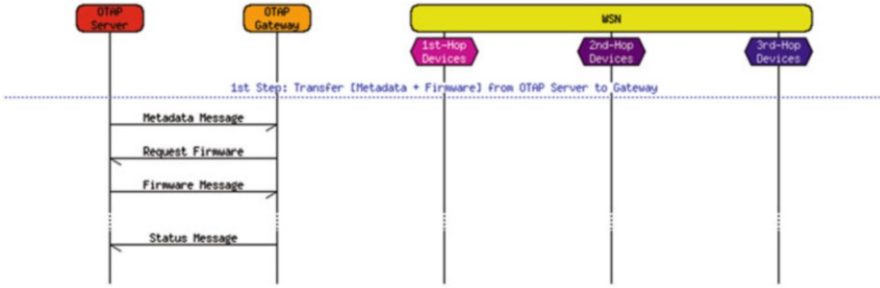 OTAP
Server
OTAP
Gateway
WSN
1st-Hop
Devices
2nd-Hop
Devices
3rd-Hop
Devices
1st Step: Transfer [Metadata + Firmware] from OTAP Server to Gateway
Metadata Message
Request Firmware
Firmware Message
Status Message